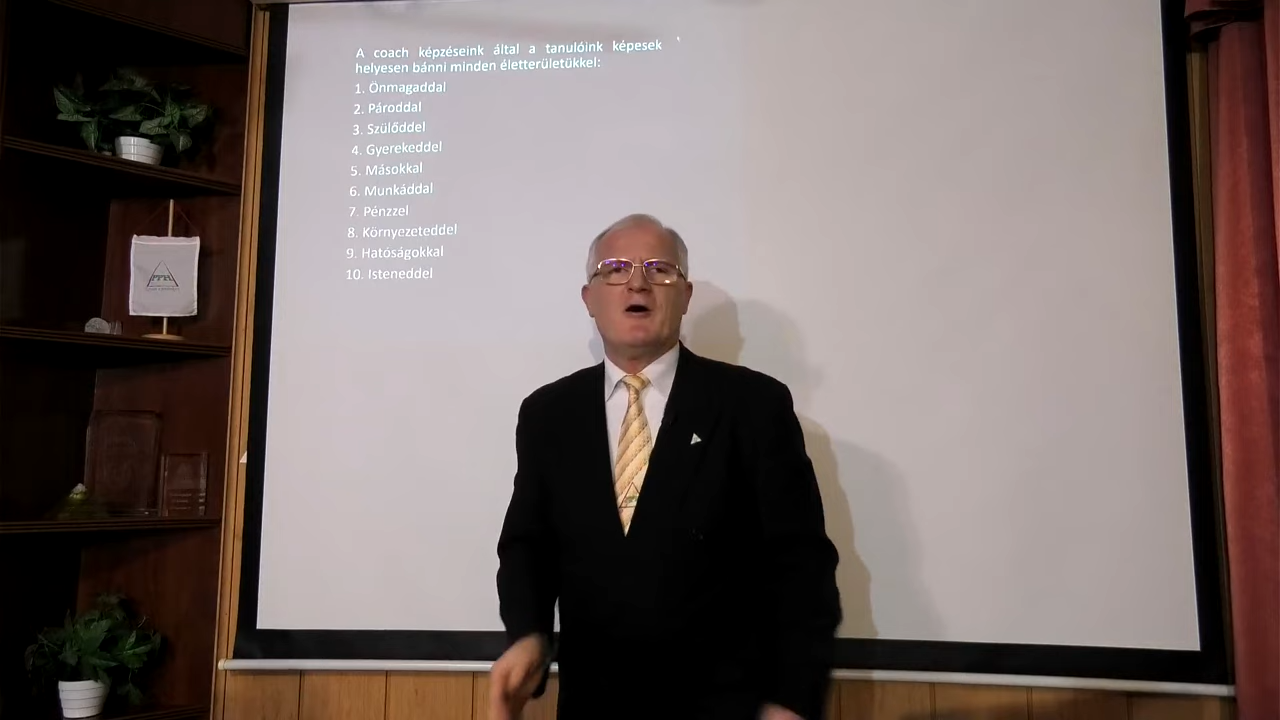 A coach képzéseink által a tanulóink képesek
helyesen bánni minden életterületükkel:
1. Önmagaddal
2. Pároddal
3. Szülőddel
4. Gyerekeddel
5. Másokkal
6. Munkáddal
7. Pénzzel
8. Környezeteddel
9. Hatóságokkal
10. Isteneddel